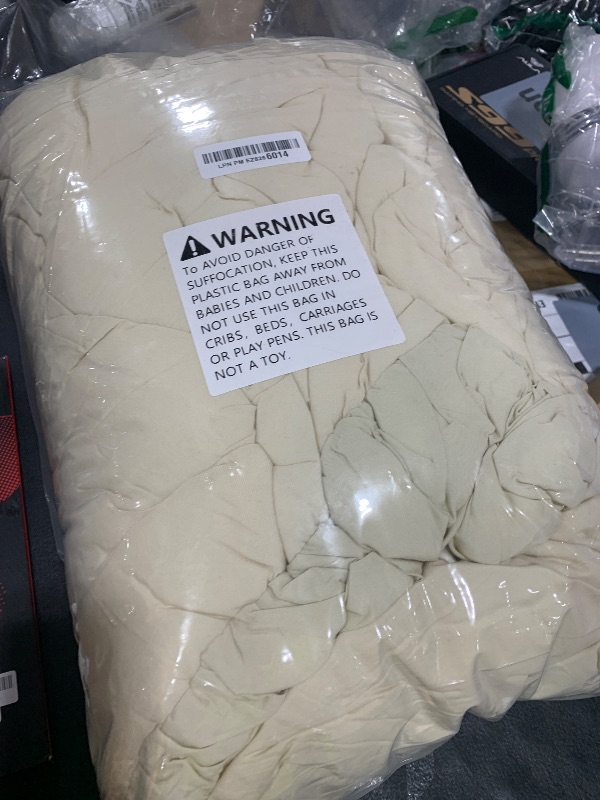 LPN PM KZ8386014
WARNING
TO AVOID DANGER OF
SUFFOCATION, KEEP THIS
PLASTIC BAG AWAY FROM
BABIES AND CHILDREN. DO
NOT USE THIS BAG IN
CRIBS, BEDS, CARRIAGES
OR PLAY PENS. THIS BAG IS
NOT A TOY.